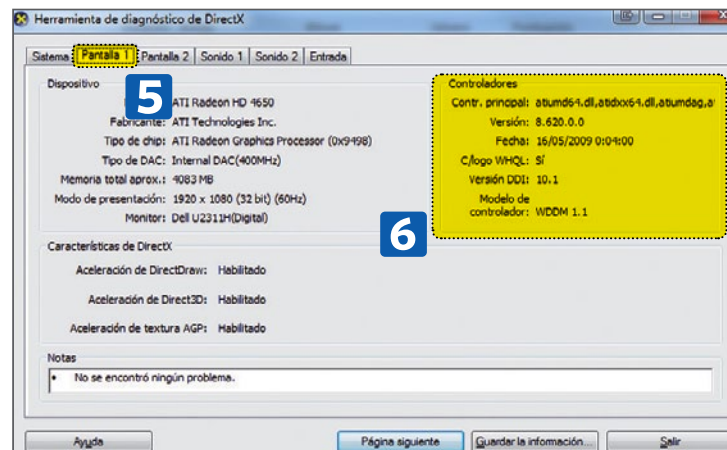 Herramienta de diagnóstico de DirectX
Sistema Pantalla 1 Pantalla 2 Sonido 1 Sonido 2 Entrada
Dispositivo
ATI Radeon HD 4650
Fabricante: ATI Technologies Inc.
Tipo de chip: ATI Radeon Graphics Processor (0x9498)
Tipo de DAC: Internal DAC(400MHz)
Memoria total aprox.: 4083 MB
Modo de presentación: 1920 x 1080 (32 bit) (60Hz)
Monitor: Dell U2311H(Digital)
5
Controladores
Contr. principal: atiumd64.dll,atidxx64.dll,atiumdag,a
Versión: 8.620.0.0
Fecha: 16/05/2009 0:04:00
C/logo WHQL: Sí
Versión DDI: 10.1
Modelo de
controlador: WDDM 1.1
6
Características de DirectX
Aceleración de DirectDraw: Habilitado
Aceleración de Direct3D: Habilitado
Aceleración de textura AGP: Habilitado
Notas
• No se encontró ningún problema.
Ayuda Página siguiente Guardar la información... Salir